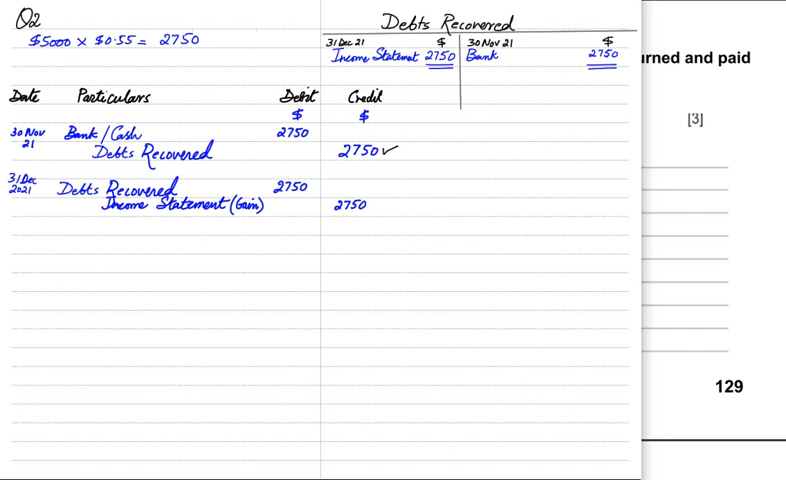 Q2
$5000 × $0.55 = 2750
Debts Recovered
31 Dec 21 $ 30 Nov 21 $
Income Statemat 2750 Bank 2750
Date Particulars Debit Credit
$ $
30 Nov 21 Bank/Cash 2750
Debts Recovered 2750 ✓
31 Dec 2021 Debts Recovered 2750
Income Statement (Gain) 2750
urned and paid
[3]
129